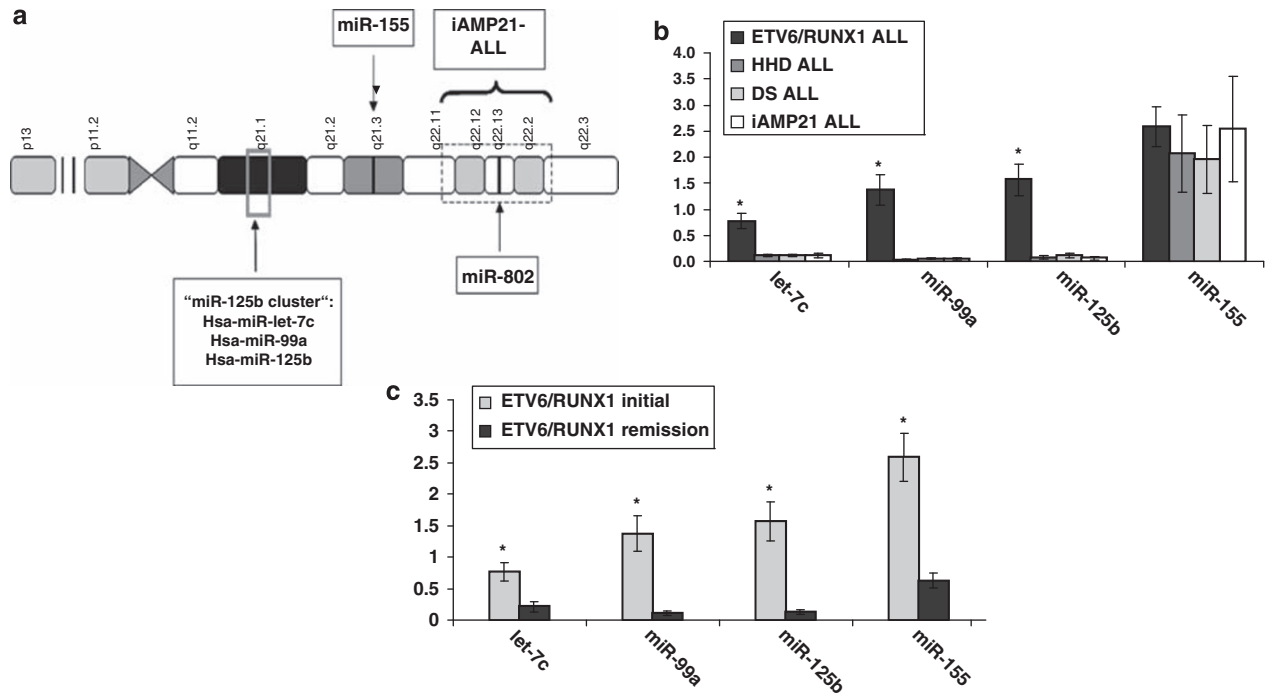 a
miR-155
iAMP21-
ALL
p13
p11.2
q11.2
q21.1
q21.2
q21.3
q22.11
q22.12
q22.13
q22.2
q22.3
miR-802
“miR-125b cluster“:
Hsa-miR-let-7c
Hsa-miR-99a
Hsa-miR-125b
b
ETV6/RUNX1 ALL
HHD ALL
DS ALL
iAMP21 ALL
4.0
3.5
3.0
2.5
2.0
1.5
1.0
0.5
0.0
*
*
*
let-7c
miR-99a
miR-125b
miR-155
c
ETV6/RUNX1 initial
ETV6/RUNX1 remission
3.5
3
2.5
2
1.5
1
0.5
0
*
*
*
*
let-7c
miR-99a
miR-125b
miR-155